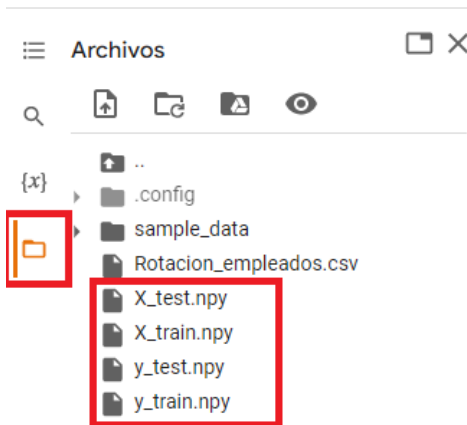 Archivos
..
{x}
.config
sample_data
Rotacion_empleados.csv
X_test.npy
X_train.npy
y_test.npy
y_train.npy